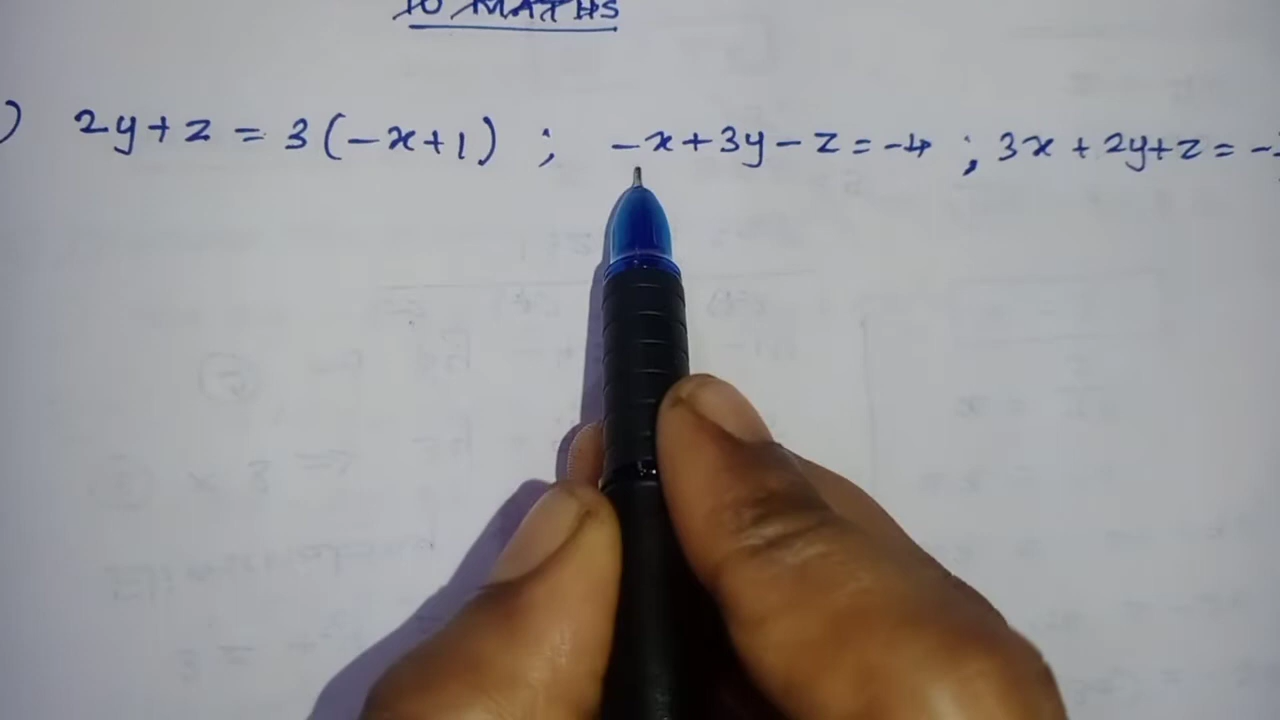 10 MATHS
) 2y+z = 3(-x+1) ; -x+3y-z=-4 ; 3x+2y+z=-